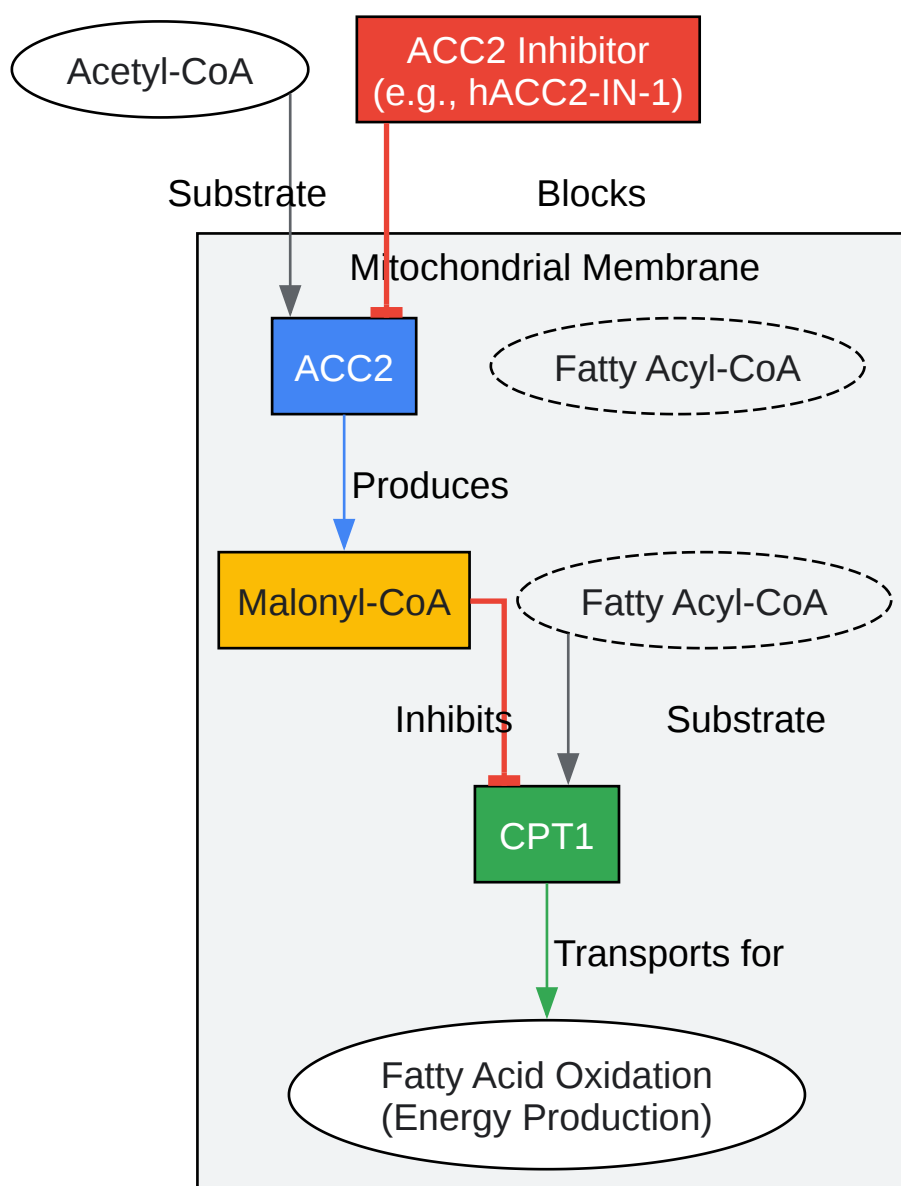 Acetyl-CoA
ACC2 Inhibitor
(e.g., hACC2-IN-1)
Substrate
Blocks
Mitochondrial Membrane
ACC2
Fatty Acyl-CoA
Produces
Malonyl-CoA
Fatty Acyl-CoA
Inhibits
Substrate
CPT1
Transports for
Fatty Acid Oxidation
(Energy Production)